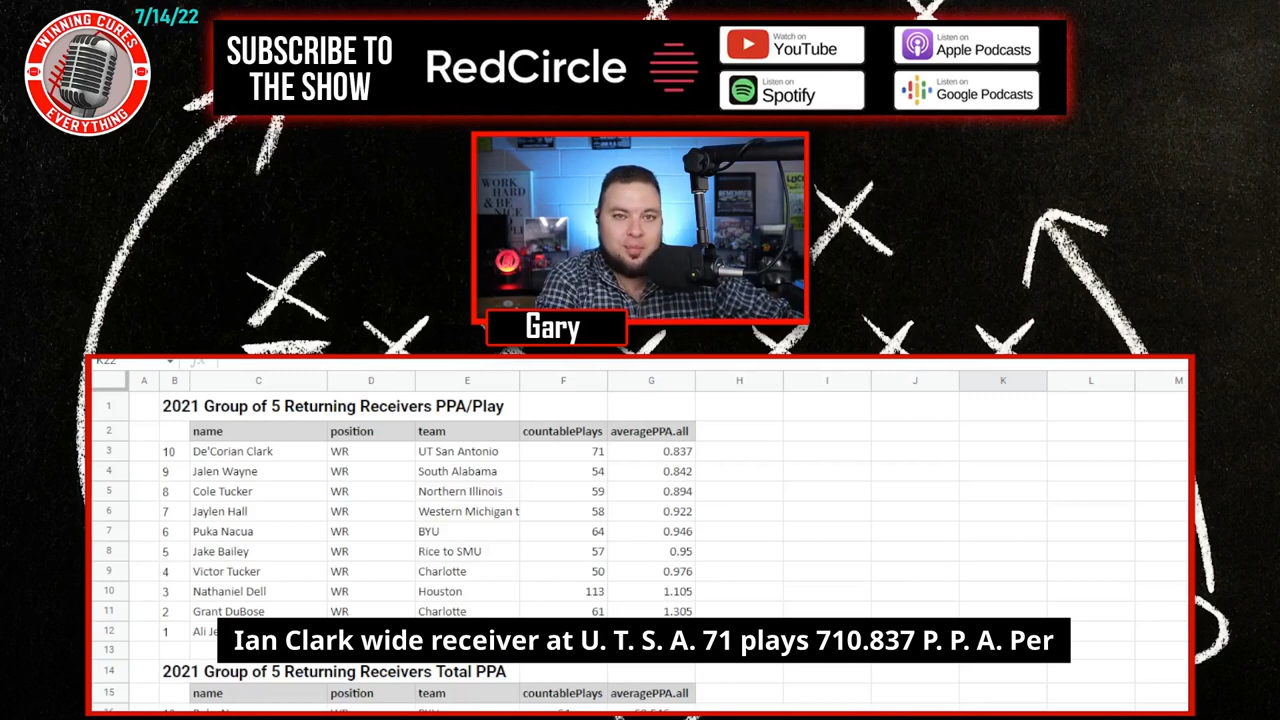 7/14/22
WINNING CURES
EVERYTHING
SUBSCRIBE TO
THE SHOW
RedCircle
Watch on
YouTube
Listen on
Spotify
Listen on
Apple Podcasts
Listen on
Google Podcasts
WORK
HARD
& BE
NICE
Gary
K22
fx
A B C D E F G H I J K L M
1 2021 Group of 5 Returning Receivers PPA/Play
2 name position team countablePlays averagePPA.all
3 10 De'Corian Clark WR UT San Antonio 71 0.837
4 9 Jalen Wayne WR South Alabama 54 0.842
5 8 Cole Tucker WR Northern Illinois 59 0.894
6 7 Jaylen Hall WR Western Michigan t 58 0.922
7 6 Puka Nacua WR BYU 64 0.946
8 5 Jake Bailey WR Rice to SMU 57 0.95
9 4 Victor Tucker WR Charlotte 50 0.976
10 3 Nathaniel Dell WR Houston 113 1.105
11 2 Grant DuBose WR Charlotte 61 1.305
12 1 Ali
Ian Clark wide receiver at U. T. S. A. 71 plays 710.837 P. P. A. Per
13
14 2021 Group of 5 Returning Receivers Total PPA
15 name position team countablePlays averagePPA.all